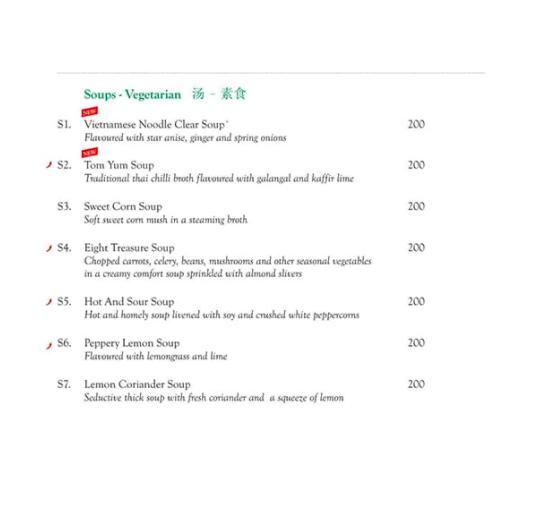 Soups - Vegetarian 汤 - 素食
NEW
S1. Vietnamese Noodle Clear Soup* 200
Flavoured with star anise, ginger and spring onions
NEW
S2. Tom Yum Soup 200
Traditional thai chilli broth flavoured with galangal and kaffir lime
S3. Sweet Corn Soup 200
Soft sweet corn mush in a steaming broth
S4. Eight Treasure Soup 200
Chopped carrots, celery, beans, mushrooms and other seasonal vegetables
in a creamy comfort soup sprinkled with almond slivers
S5. Hot And Sour Soup 200
Hot and homely soup livened with soy and crushed white peppercorns
S6. Peppery Lemon Soup 200
Flavoured with lemongrass and lime
S7. Lemon Coriander Soup 200
Seductive thick soup with fresh coriander and a squeeze of lemon